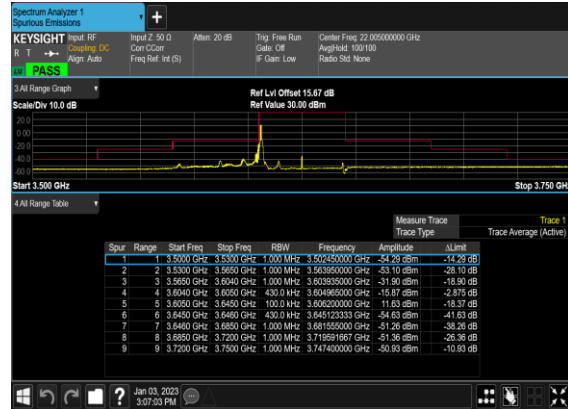 Spectrum Analyzer 1
Spurious Emissions
KEYSIGHT Input: RF Input Z: 50 Ω Atten: 20 dB Trig: Free Run Center Freq: 22.005000000 GHz
R T Coupling: DC Corr CCorr Gate: Off Avg|Hold: 100/100
Align: Auto Freq Ref: Int (S) IF Gain: Low Radio Std: None
PASS
3 All Range Graph
Ref Lvl Offset 15.67 dB
Scale/Div 10.0 dB Ref Value 30.00 dBm
20.0
0.00
-20.0
-40.0
-60.0
Start 3.500 GHz Stop 3.750 GH
4 All Range Table
Measure Trace Trace 1
Trace Type Trace Average (Active)
Spur Range Start Freq Stop Freq RBW Frequency Amplitude ΔLimit
1 1 3.5000 GHz 3.5300 GHz 1.000 MHz 3.502450000 GHz -54.29 dBm -14.29 dB
2 2 3.5300 GHz 3.5650 GHz 1.000 MHz 3.563950000 GHz -53.10 dBm -28.10 dB
3 3 3.5650 GHz 3.6040 GHz 1.000 MHz 3.603935000 GHz -31.90 dBm -18.90 dB
4 4 3.6040 GHz 3.6050 GHz 430.0 kHz 3.604965000 GHz -15.87 dBm -2.875 dB
5 5 3.6050 GHz 3.6450 GHz 100.0 kHz 3.606200000 GHz 11.63 dBm -18.37 dB
6 6 3.6450 GHz 3.6460 GHz 430.0 kHz 3.645123333 GHz -54.63 dBm -41.63 dB
7 7 3.6460 GHz 3.6850 GHz 1.000 MHz 3.681555000 GHz -51.26 dBm -38.26 dB
8 8 3.6850 GHz 3.7200 GHz 1.000 MHz 3.719591667 GHz -51.36 dBm -26.36 dB
9 9 3.7200 GHz 3.7500 GHz 1.000 MHz 3.747400000 GHz -50.93 dBm -10.93 dB
? Jan 03, 2023
3:07:03 PM